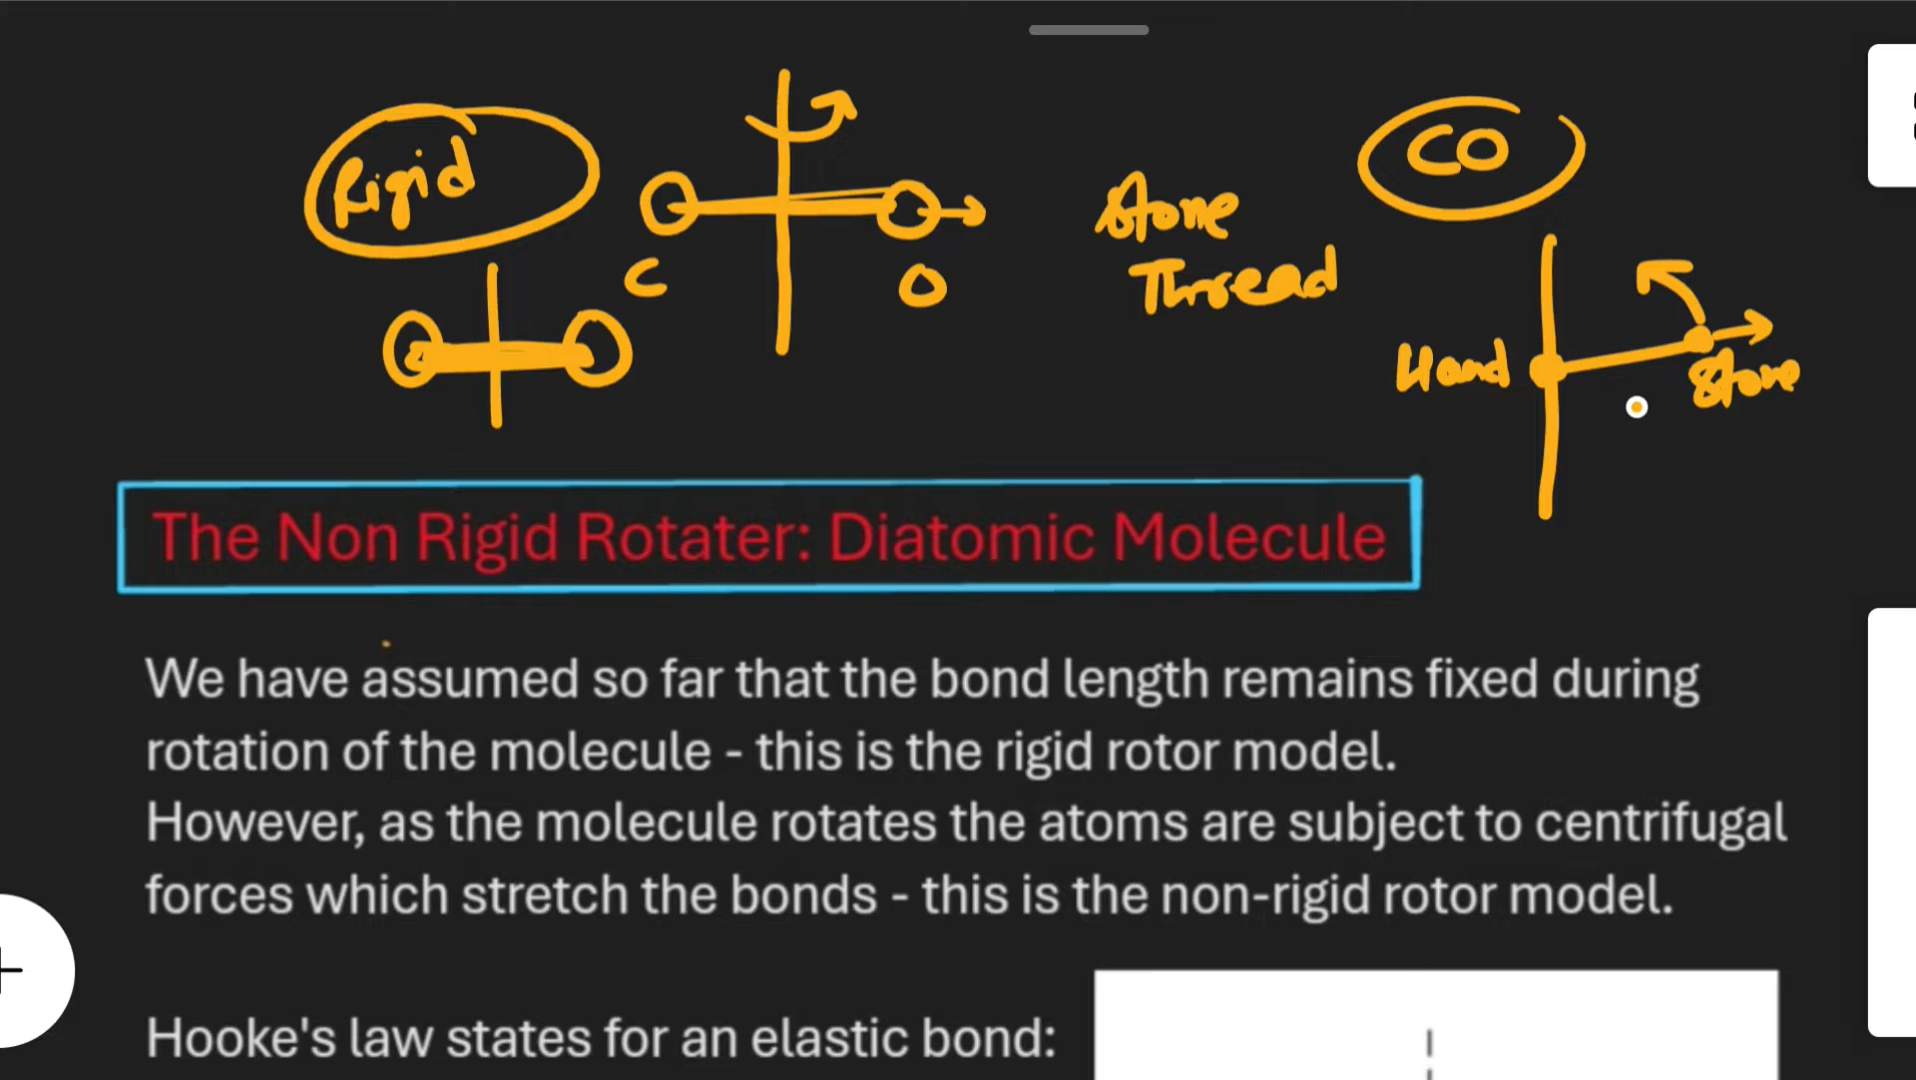 Rigid
CO
C
O
Stone
Thread
Hand
Stone
The Non Rigid Rotater: Diatomic Molecule
We have assumed so far that the bond length remains fixed during
rotation of the molecule - this is the rigid rotor model.
However, as the molecule rotates the atoms are subject to centrifugal
forces which stretch the bonds - this is the non-rigid rotor model.
Hooke's law states for an elastic bond: